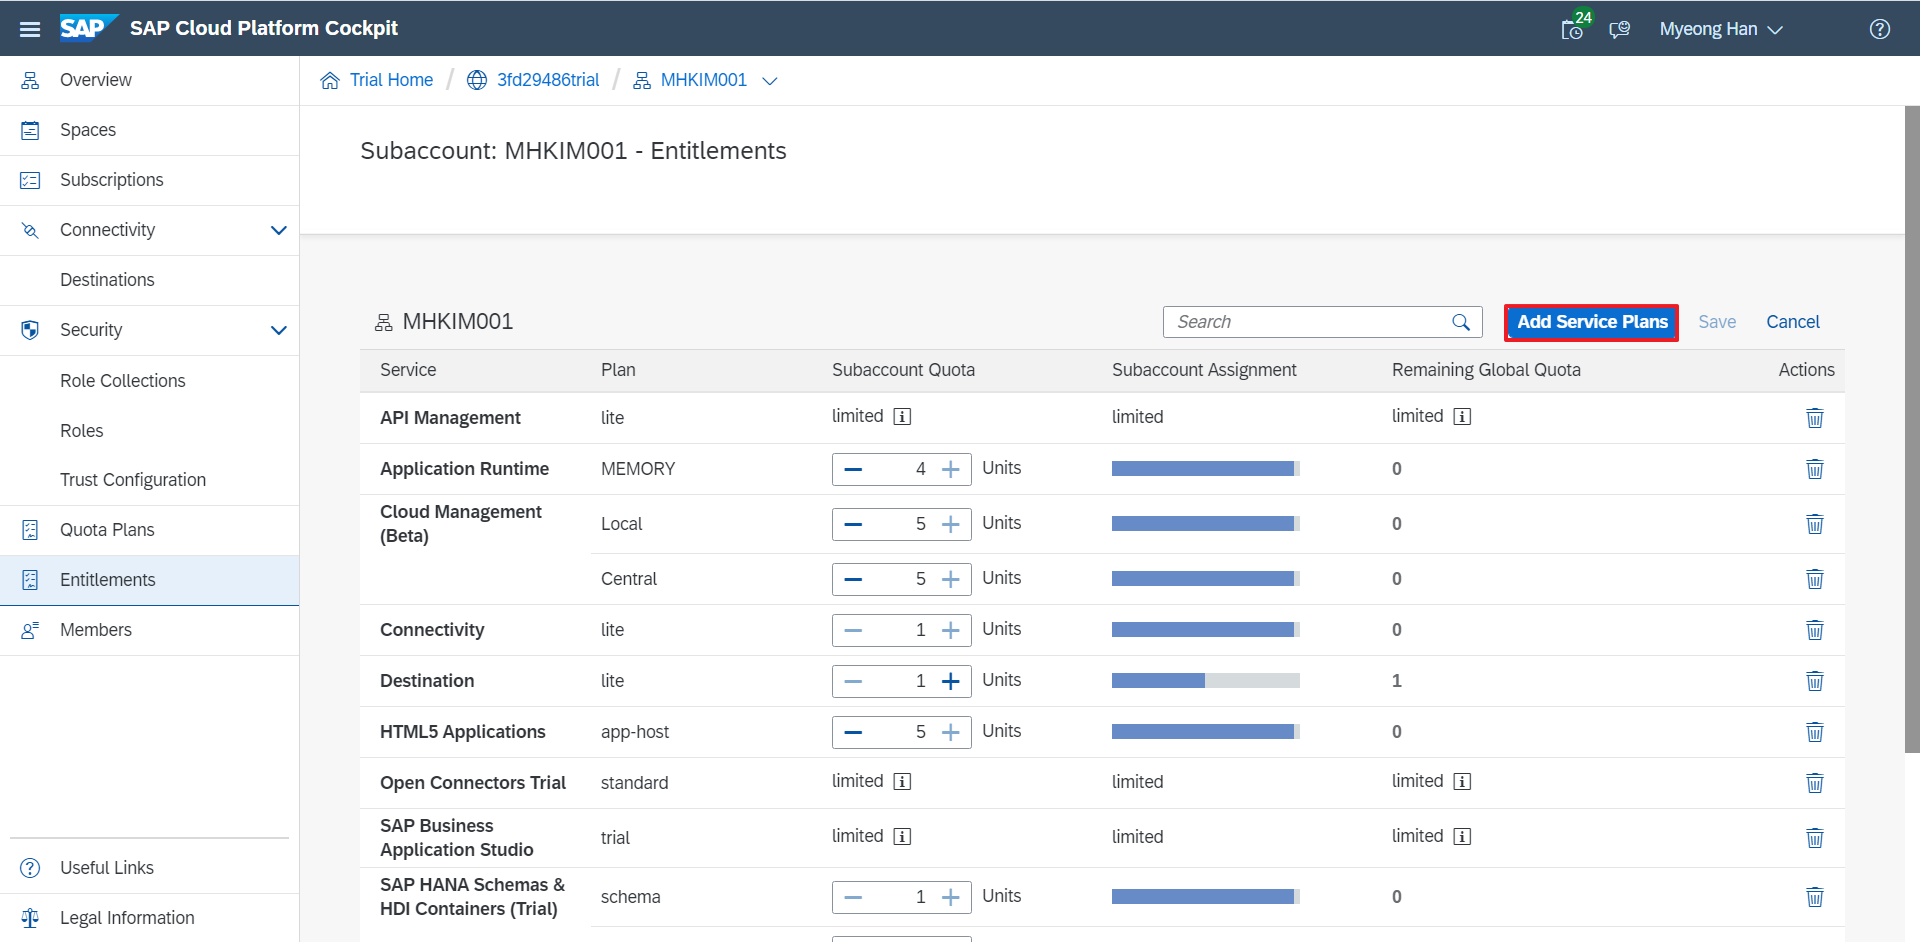 SAP SAP Cloud Platform Cockpit 24 Myeong Han
Overview
Spaces
Subscriptions
Connectivity
Destinations
Security
Role Collections
Roles
Trust Configuration
Quota Plans
Entitlements
Members
Useful Links
Legal Information
Trial Home / 3fd29486trial / MHKIM001
Subaccount: MHKIM001 - Entitlements
MHKIM001 Search Add Service Plans Save Cancel
Service Plan Subaccount Quota Subaccount Assignment Remaining Global Quota Actions
API Management lite limited limited limited
Application Runtime MEMORY 4 Units 0
Cloud Management
(Beta) Local 5 Units 0
Central 5 Units 0
Connectivity lite 1 Units 0
Destination lite 1 Units 1
HTML5 Applications app-host 5 Units 0
Open Connectors Trial standard limited limited limited
SAP Business
Application Studio trial limited limited limited
SAP HANA Schemas &
HDI Containers (Trial) schema 1 Units 0